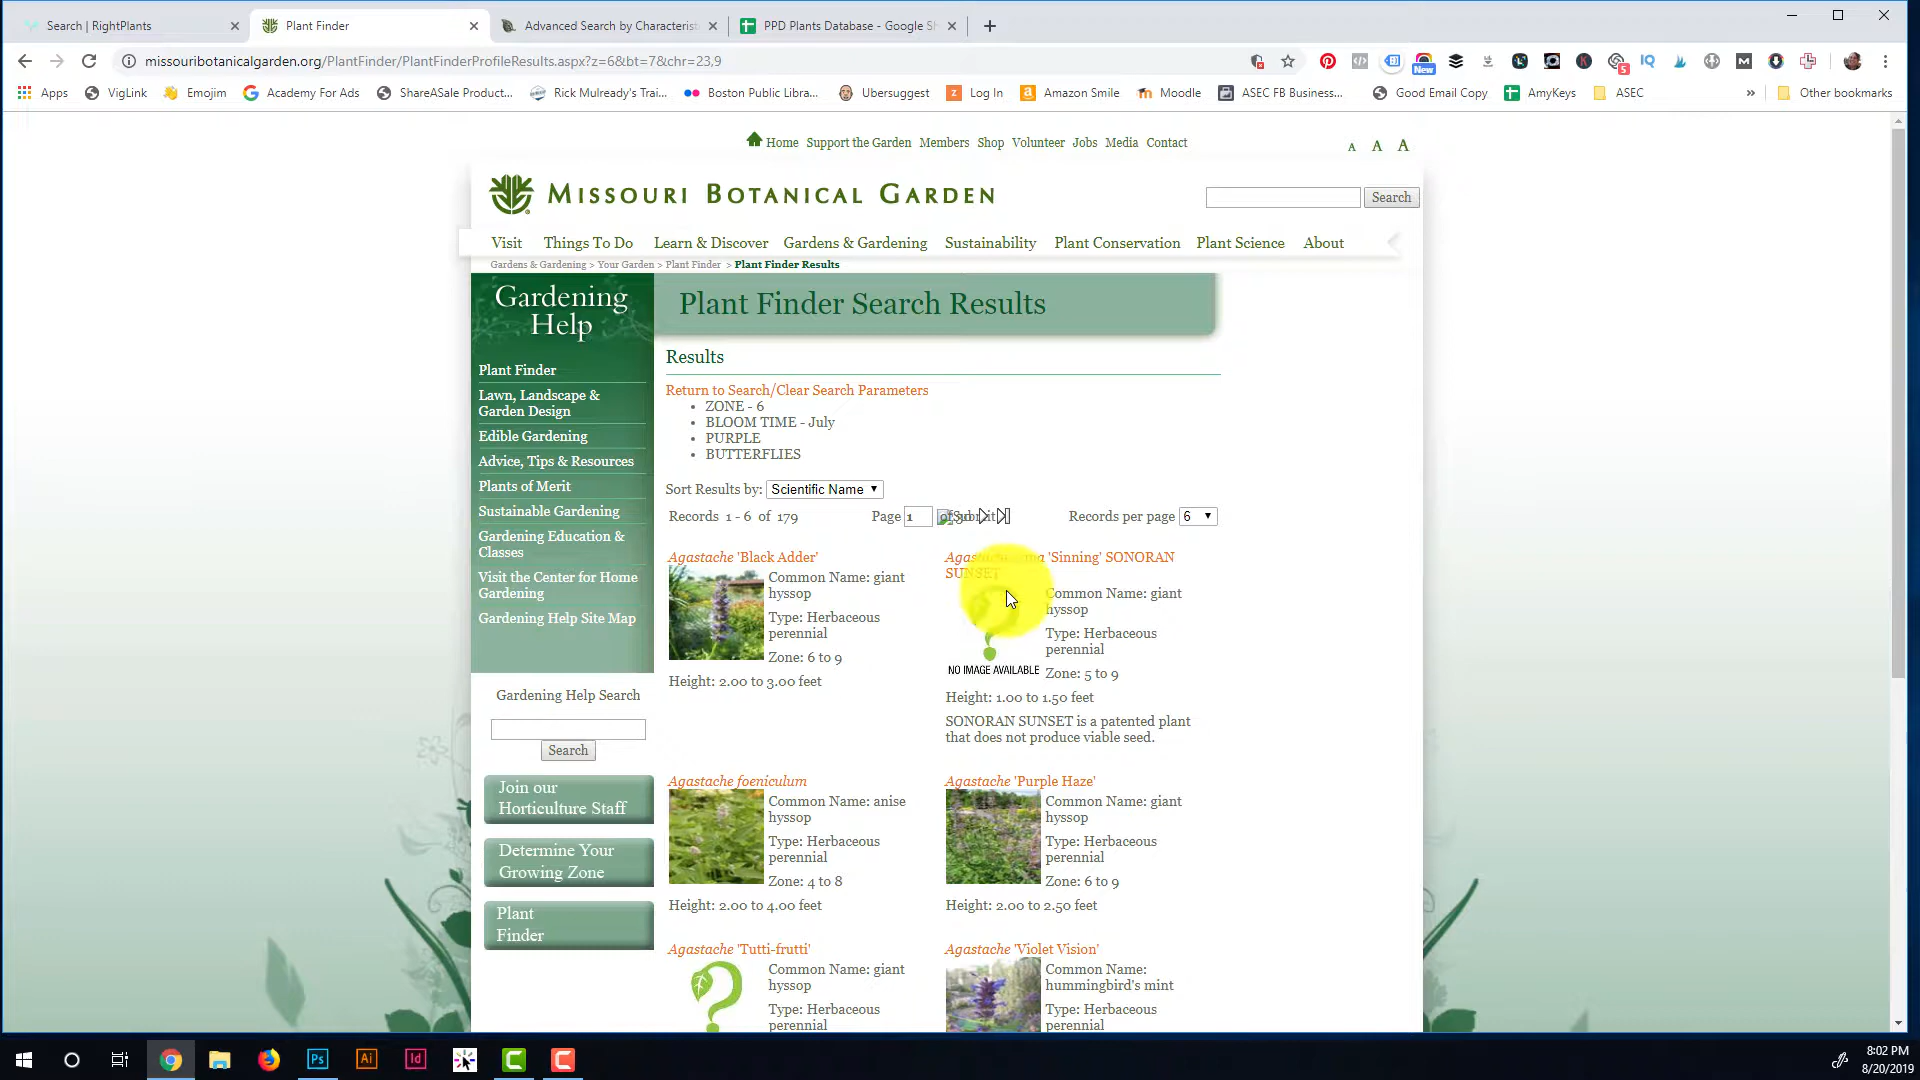 Search | RightPlants
Plant Finder
Advanced Search by Characterist
PPD Plants Database - Google Sh
missouribotanicalgarden.org/PlantFinder/PlantFinderProfileResults.aspx?z=6&bt=7&chr=23,9
New
5
IQ
Apps
VigLink
Emojim
Academy For Ads
ShareASale Product...
Rick Mulready's Trai...
Boston Public Libra...
Ubersuggest
Log In
Amazon Smile
Moodle
ASEC FB Business...
Good Email Copy
AmyKeys
ASEC
»
Other bookmarks
Home Support the Garden Members Shop Volunteer Jobs Media Contact
A A A
MISSOURI BOTANICAL GARDEN
Search
Visit Things To Do Learn & Discover Gardens & Gardening Sustainability Plant Conservation Plant Science About
Gardens & Gardening > Your Garden > Plant Finder > Plant Finder Results
Gardening
Help
Plant Finder
Lawn, Landscape &
Garden Design
Edible Gardening
Advice, Tips & Resources
Plants of Merit
Sustainable Gardening
Gardening Education &
Classes
Visit the Center for Home
Gardening
Gardening Help Site Map
Gardening Help Search
Search
Join our
Horticulture Staff
Determine Your
Growing Zone
Plant
Finder
Plant Finder Search Results
Results
Return to Search/Clear Search Parameters
• ZONE - 6
• BLOOM TIME - July
• PURPLE
• BUTTERFLIES
Sort Results by: Scientific Name
Records 1 - 6 of 179
Page 1
Records per page 6
Agastache 'Black Adder'
Common Name: giant
hyssop
Type: Herbaceous
perennial
Zone: 6 to 9
Height: 2.00 to 3.00 feet
'Sinning' SONORAN
SUNSET
NO IMAGE AVAILABLE
Common Name: giant
hyssop
Type: Herbaceous
perennial
Zone: 5 to 9
Height: 1.00 to 1.50 feet
SONORAN SUNSET is a patented plant
that does not produce viable seed.
Agastache foeniculum
Common Name: anise
hyssop
Type: Herbaceous
perennial
Zone: 4 to 8
Height: 2.00 to 4.00 feet
Agastache 'Purple Haze'
Common Name: giant
hyssop
Type: Herbaceous
perennial
Zone: 6 to 9
Height: 2.00 to 2.50 feet
Agastache 'Tutti-frutti'
Common Name: giant
hyssop
Type: Herbaceous
perennial
Agastache 'Violet Vision'
Common Name:
hummingbird's mint
Type: Herbaceous
perennial
Ps
Ai
Id
8:02 PM
8/20/2019